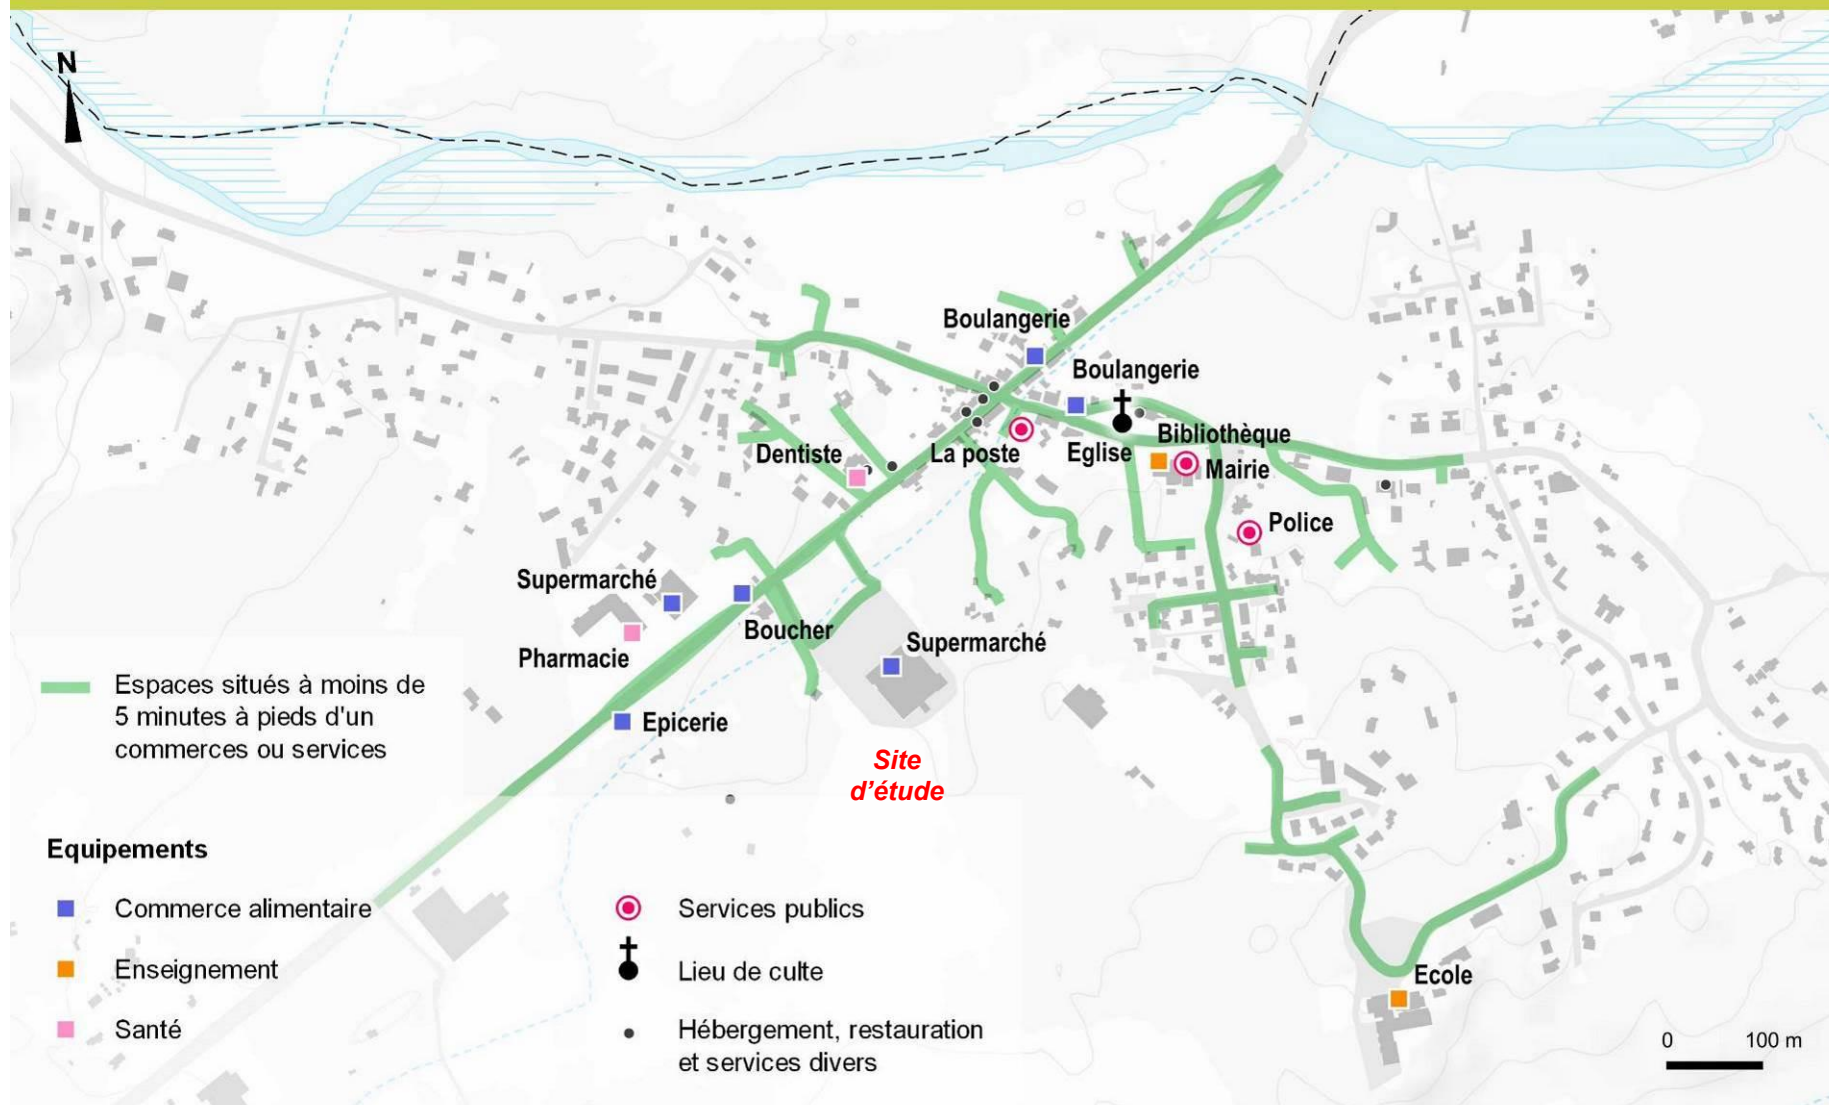 N
Boulangerie
Boulangerie
Bibliothèque
Dentiste
La poste
Eglise
Mairie
Police
Supermarché
Boucher
Supermarché
Pharmacie
Espaces situés à moins de
5 minutes à pieds d'un
commerces ou services
Epicerie
Site
d'étude
Equipements
Commerce alimentaire
Services publics
Enseignement
Lieu de culte
Ecole
Santé
Hébergement, restauration
et services divers
0 100 m